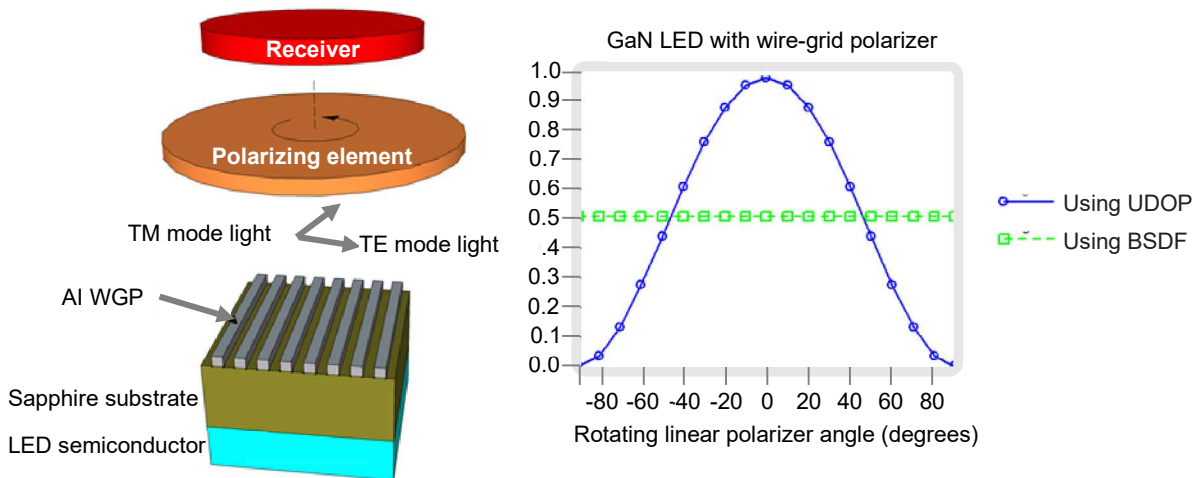 Receiver
Polarizing element
TM mode light
TE mode light
Al WGP
Sapphire substrate
LED semiconductor
GaN LED with wire-grid polarizer
1.0
0.9
0.8
0.7
0.6
0.5
.4
0.3
0.2
0.1
0.0
-80 -60 -40 -20 0 20 40 60 80
Rotating linear polarizer angle (degrees)
Using UDOP
Using BSDF